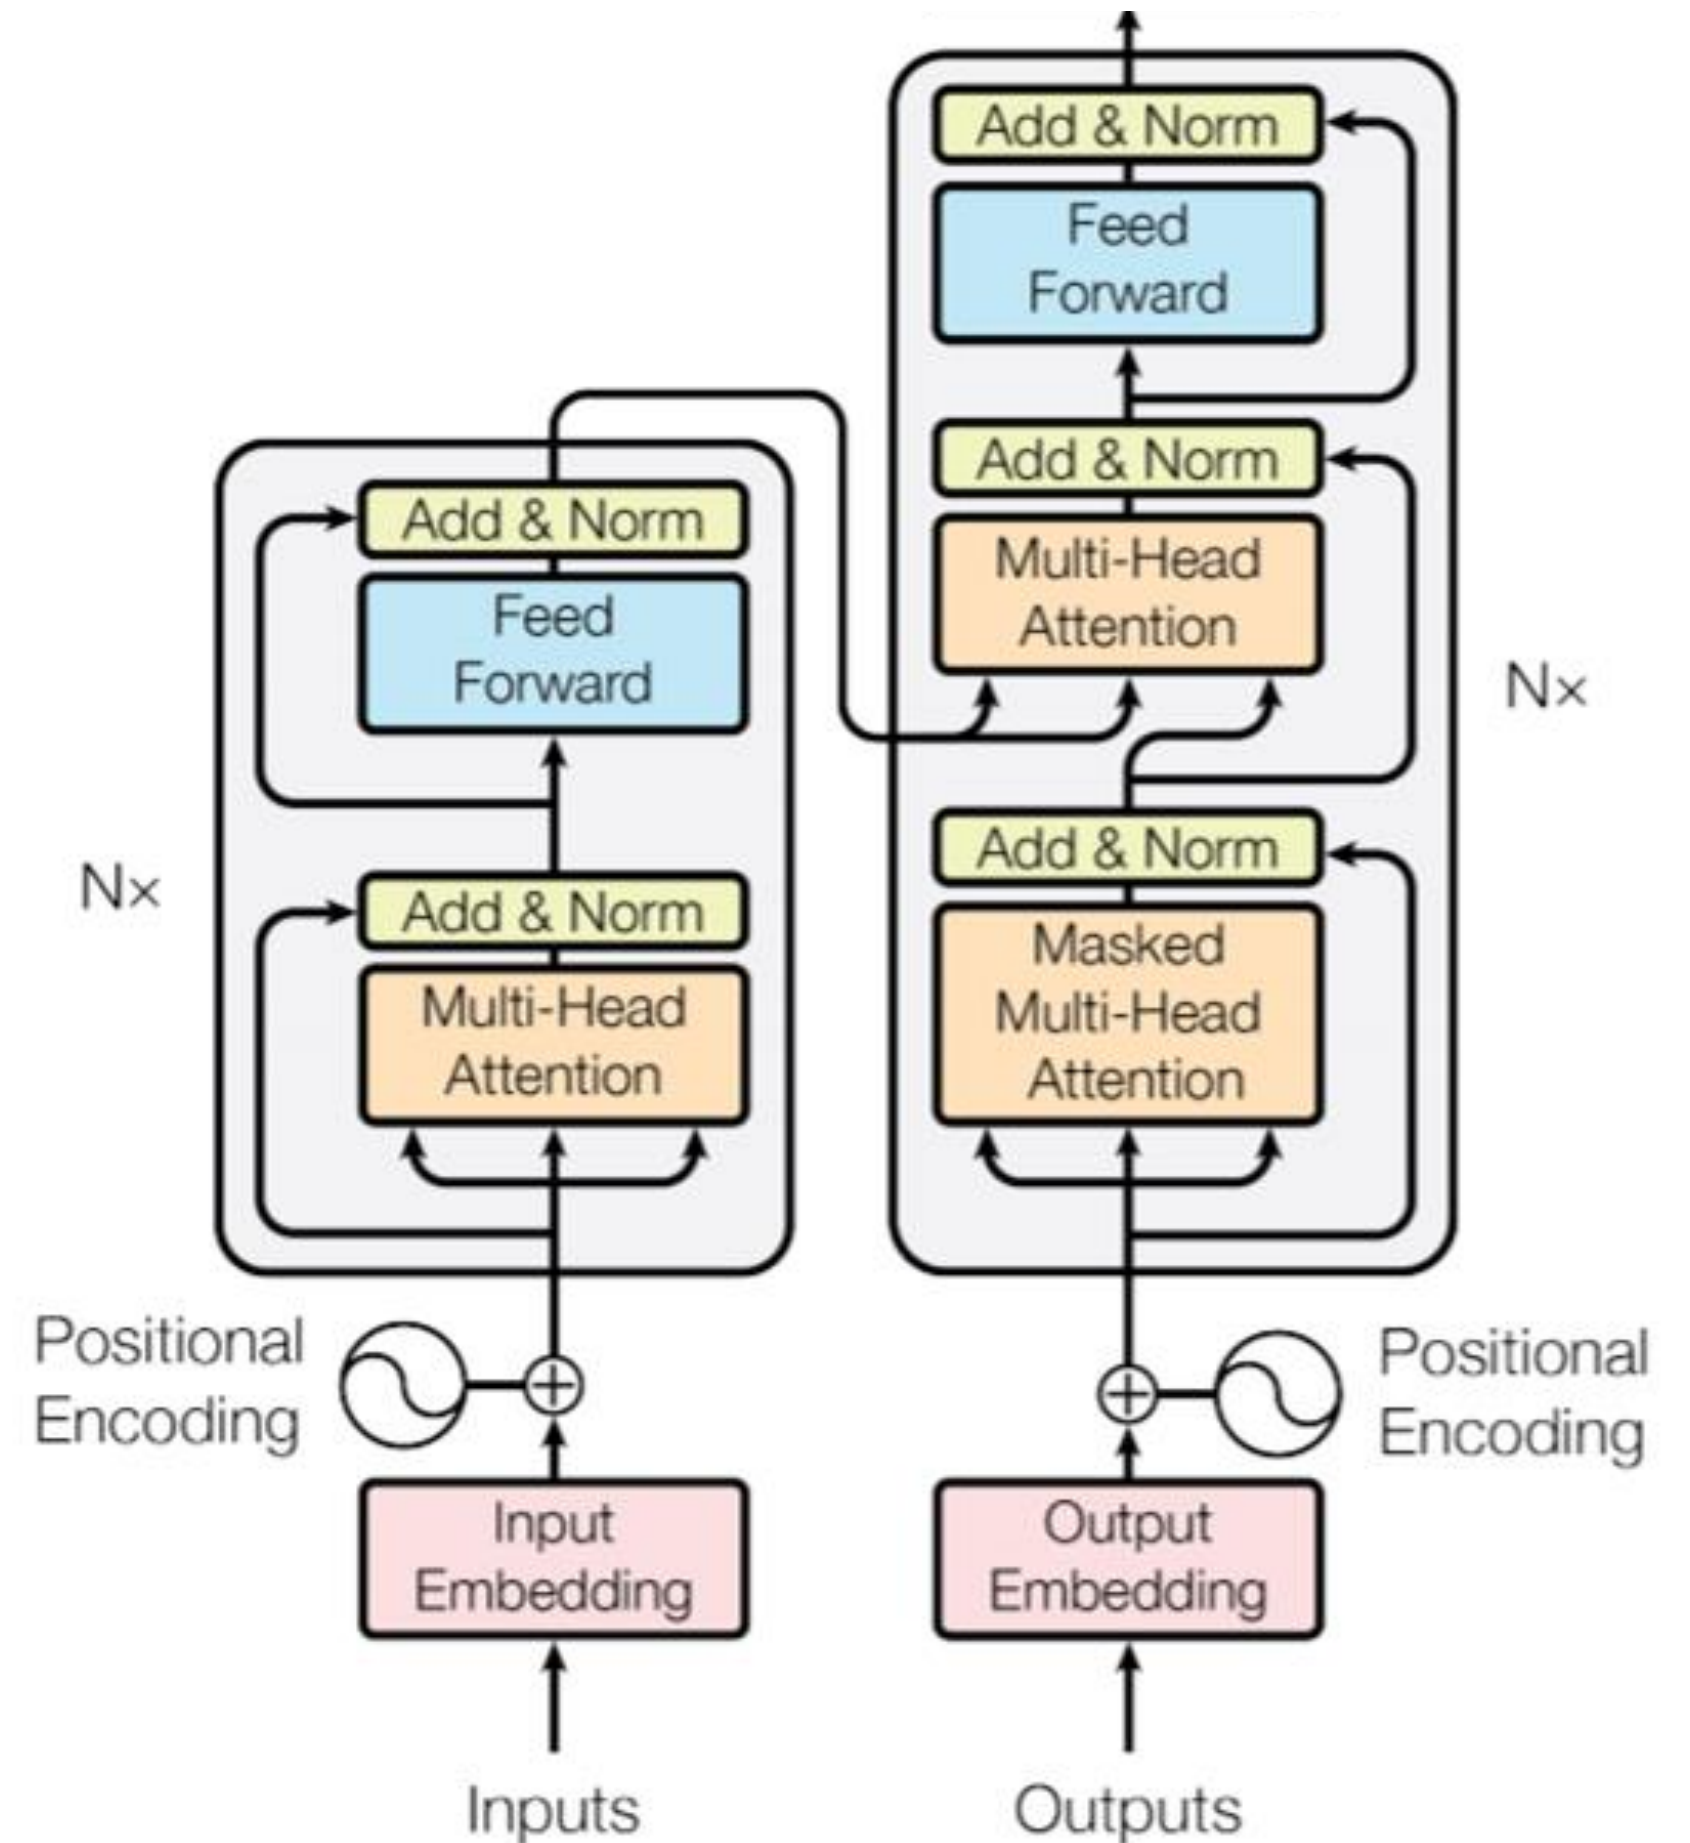 Add & Norm
Feed
Forward
Add & Norm
Multi-Head
Attention
Nx
Add & Norm
Masked
Multi-Head
Attention
Add & Norm
Feed
Forward
Nx
Add & Norm
Multi-Head
Attention
Positional
Encoding
Positional
Encoding
Input
Embedding
Output
Embedding
Inputs
Outputs